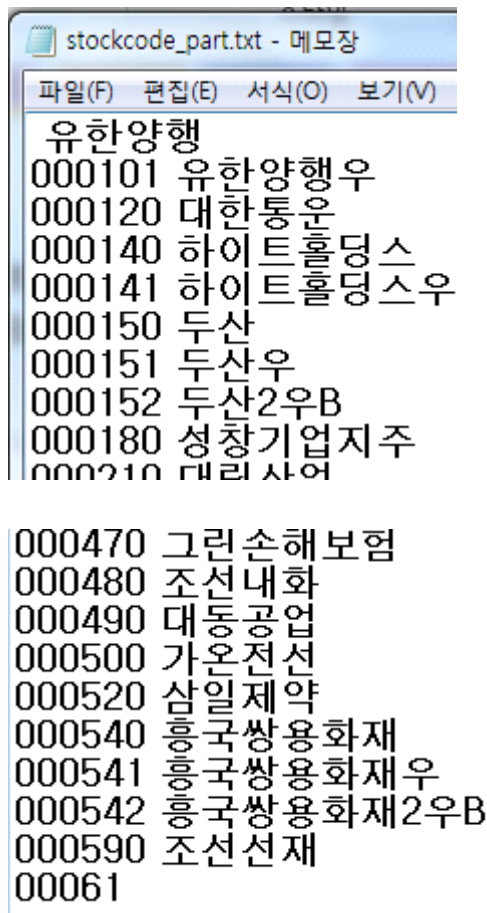 stockcode_part.txt - 메모장
파일(F) 편집(E) 서식(O) 보기(V)
유한양행
000101 유한양행우
000120 대한통운
000140 하이트홀딩스
000141 하이트홀딩스우
000150 두산
000151 두산우
000152 두산2우B
000180 성창기업지주
000210 대림산업
000470 그린손해보험
000480 조선내화
000490 대동공업
000500 가온전선
000520 삼일제약
000540 흥국쌍용화재
000541 흥국쌍용화재우
000542 흥국쌍용화재2우B
000590 조선선재
00061